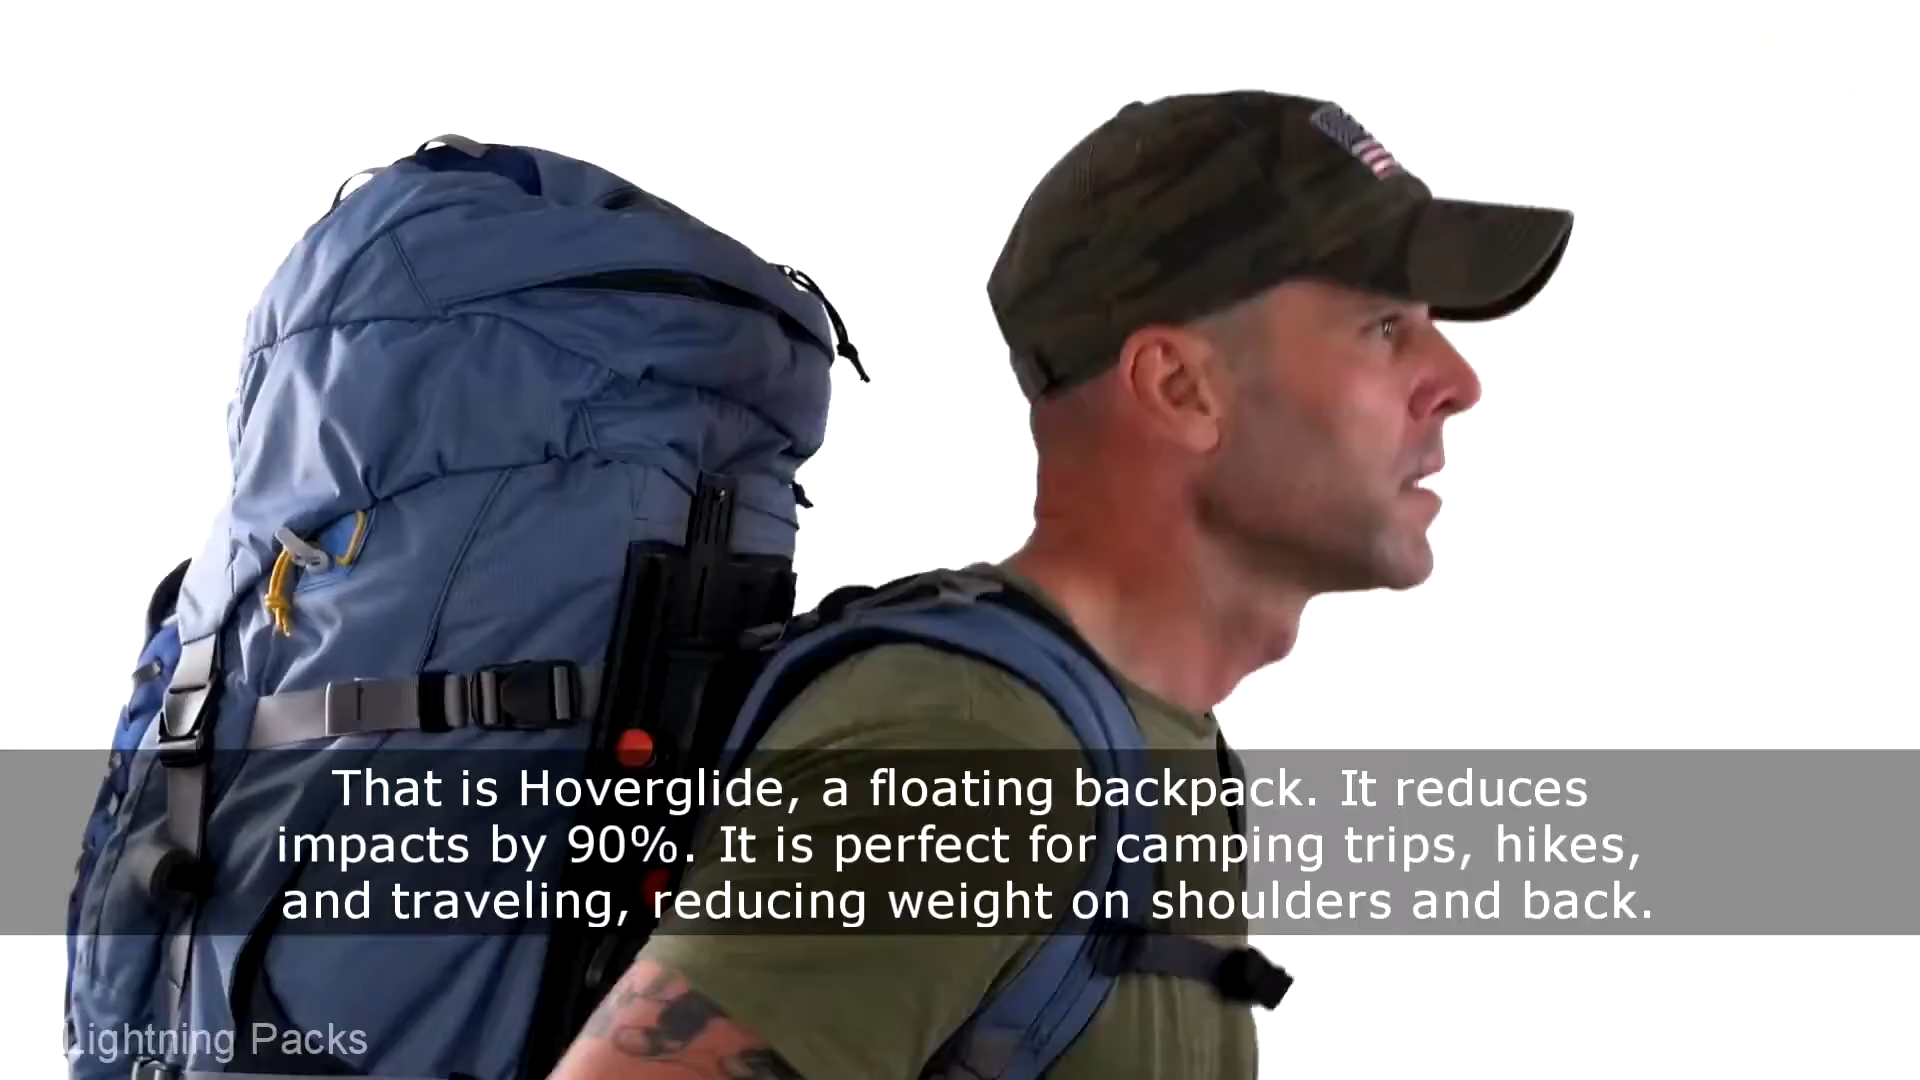 That is Hoverglide, a floating backpack. It reduces
impacts by 90%. It is perfect for camping trips, hikes,
and traveling, reducing weight on shoulders and back.
Lightning Packs